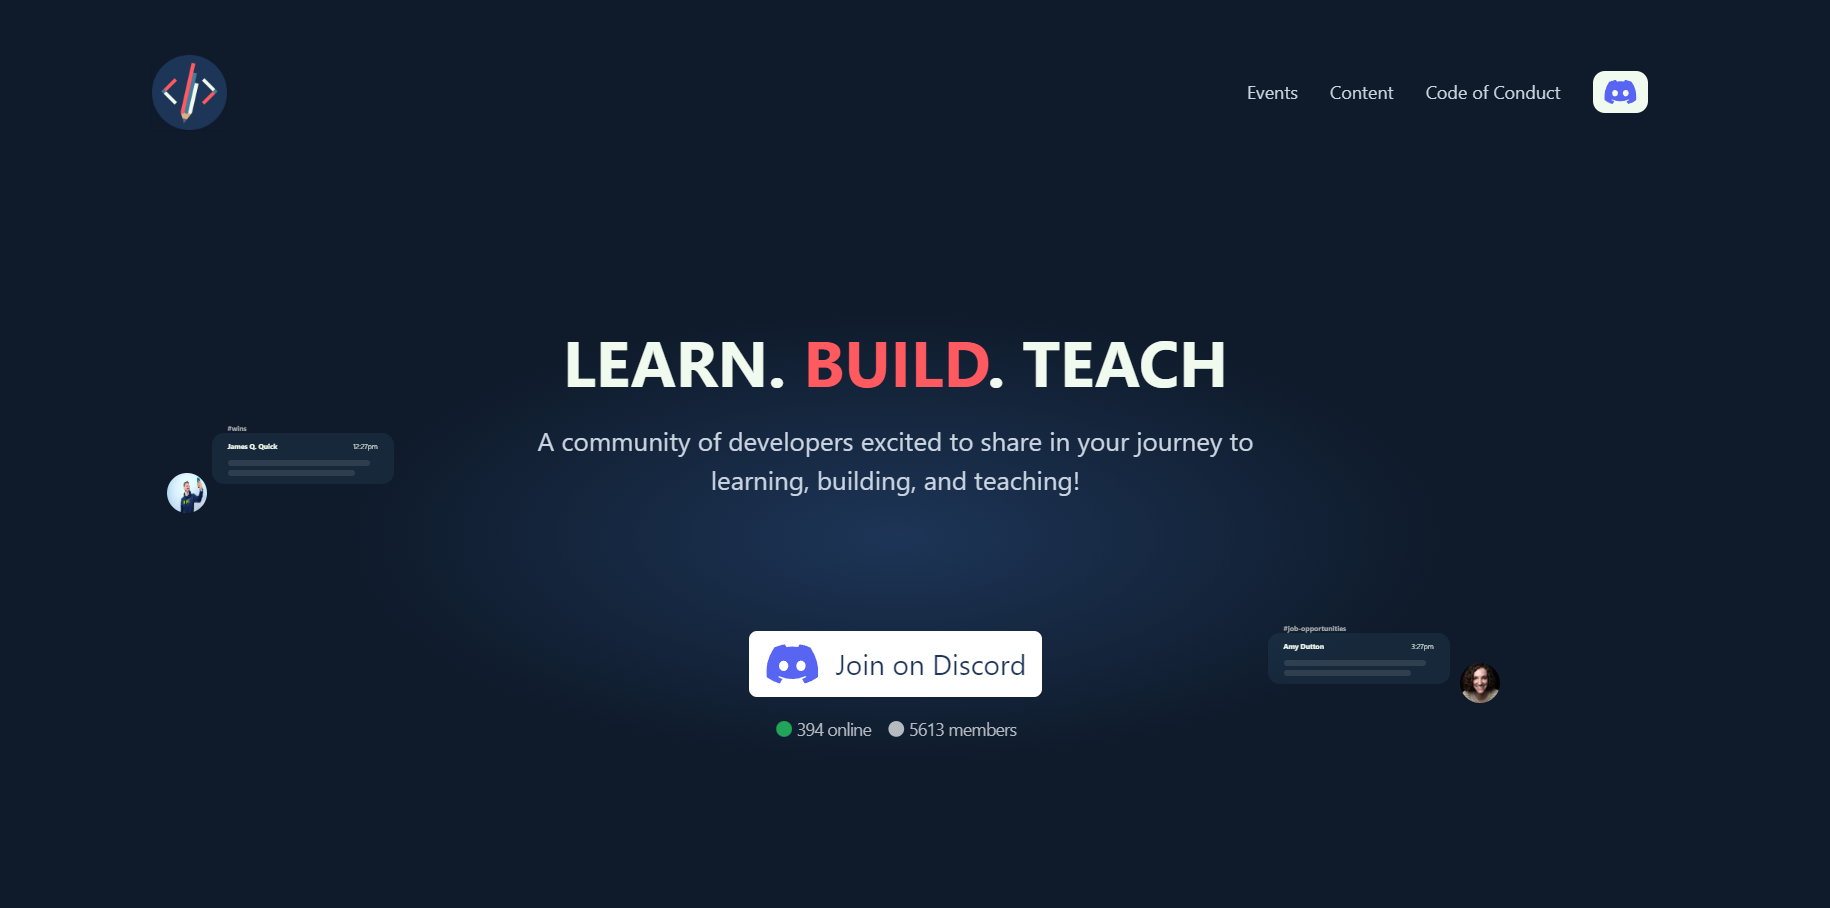 Events Content Code of Conduct
LEARN. BUILD. TEACH
A community of developers excited to share in your journey to
learning, building, and teaching!
#wins
James Q. Quick 12:27pm
Join on Discord
#job-opportunities
Amy Dutton 3:27pm
394 online 5613 members